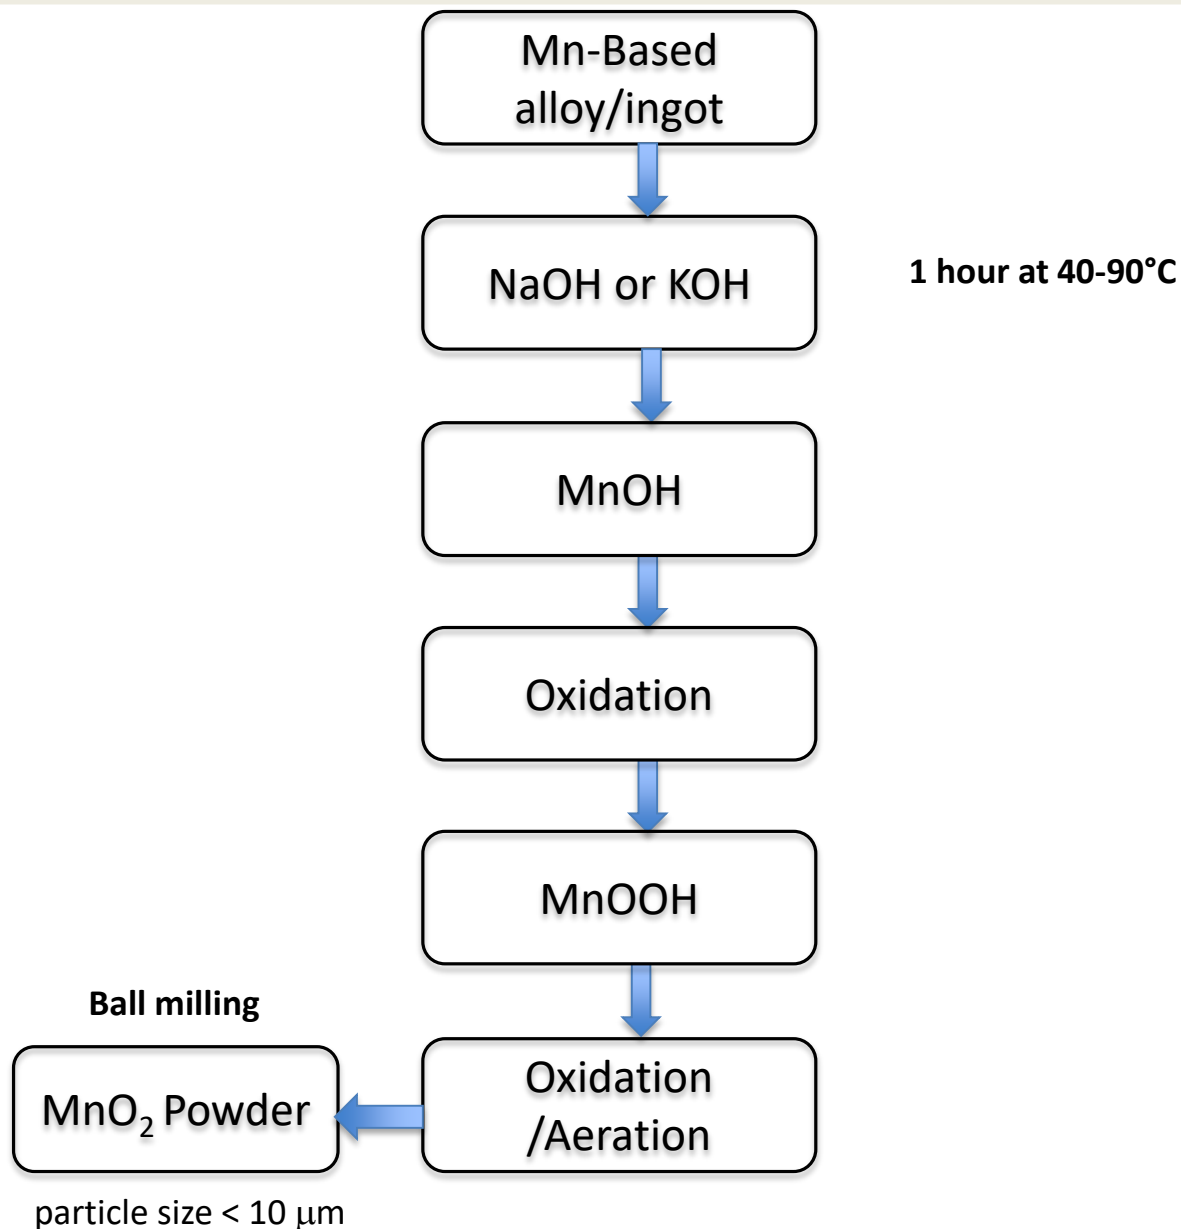 Mn-Based
alloy/ingot
NaOH or KOH
1 hour at 40-90°C
MnOH
Oxidation
MnOOH
Oxidation
/Aeration
Ball milling
MnO₂ Powder
particle size < 10 μm